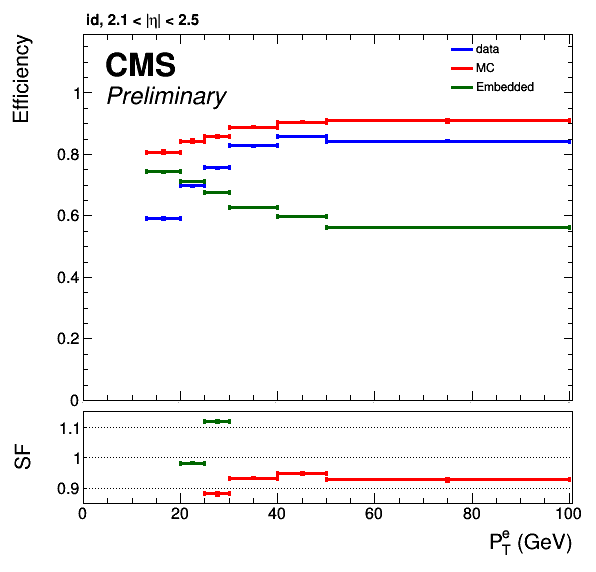 id, 2.1 < |η| < 2.5
Efficiency
CMS
Preliminary
data
MC
Embedded
1
0.8
0.6
0.4
0.2
0
SF
1.1
1
0.9
0 20 40 60 80 100
P_T^e (GeV)